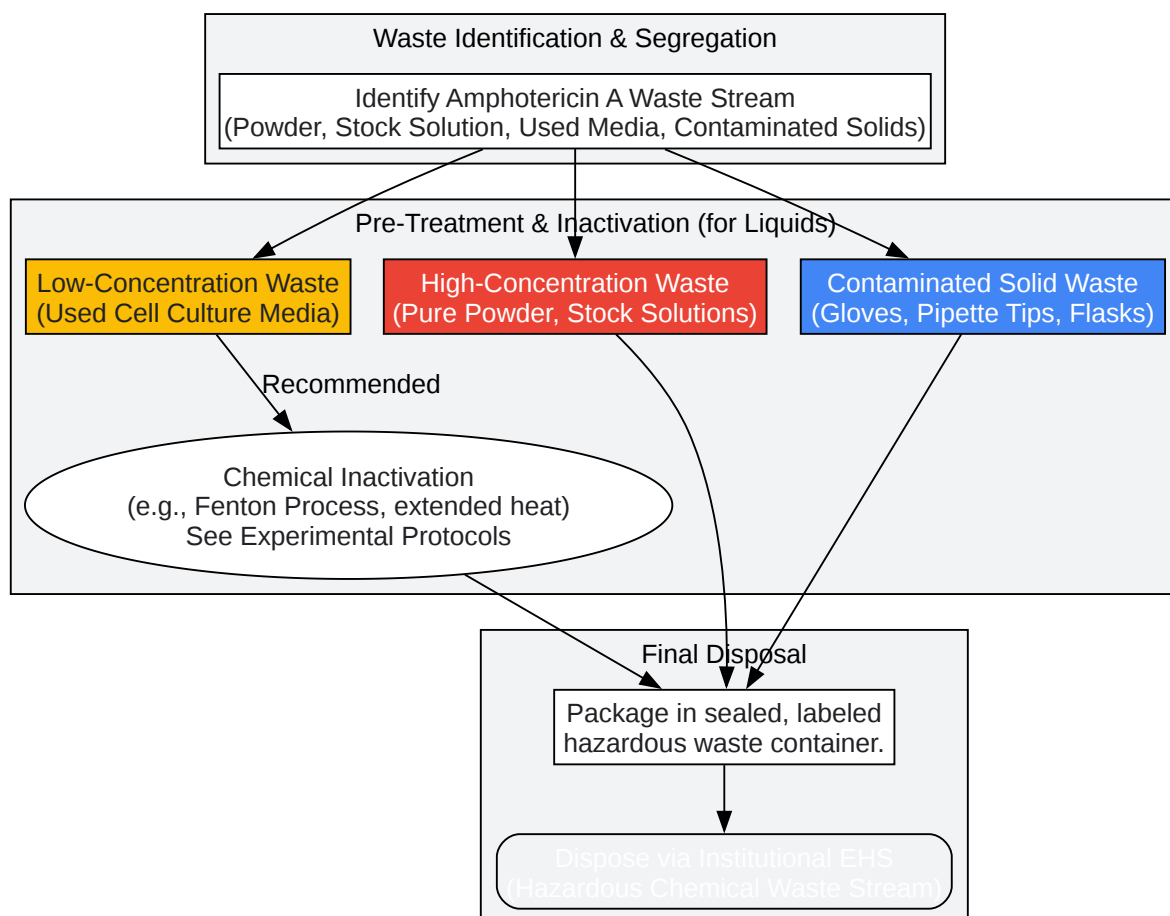 Waste Identification & Segregation
Identify Amphotericin A Waste Stream
(Powder, Stock Solution, Used Media, Contaminated Solids)
Pre-Treatment & Inactivation (for Liquids)
Low-Concentration Waste
(Used Cell Culture Media)
High-Concentration Waste
(Pure Powder, Stock Solutions)
Contaminated Solid Waste
(Gloves, Pipette Tips, Flasks)
Recommended
Chemical Inactivation
(e.g., Fenton Process, extended heat)
See Experimental Protocols
Final Disposal
Package in sealed, labeled
hazardous waste container.
Dispose via Institutional EHS
(Hazardous Chemical Waste Stream)